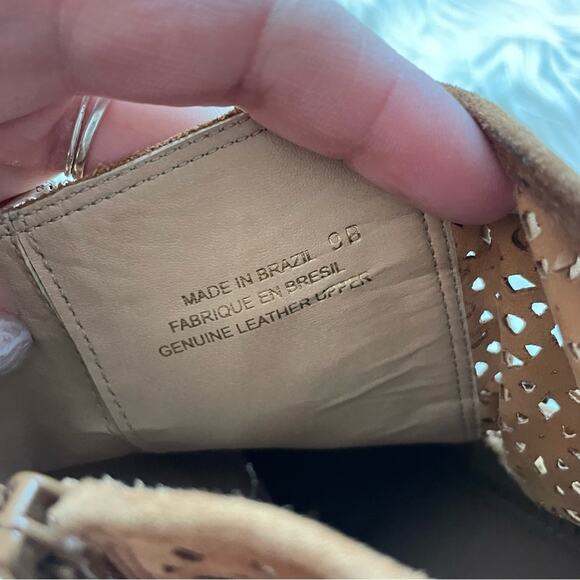 MADE IN BRAZIL 9B
FABRIQUE EN BRESIL
GENUINE LEATHER UPPER